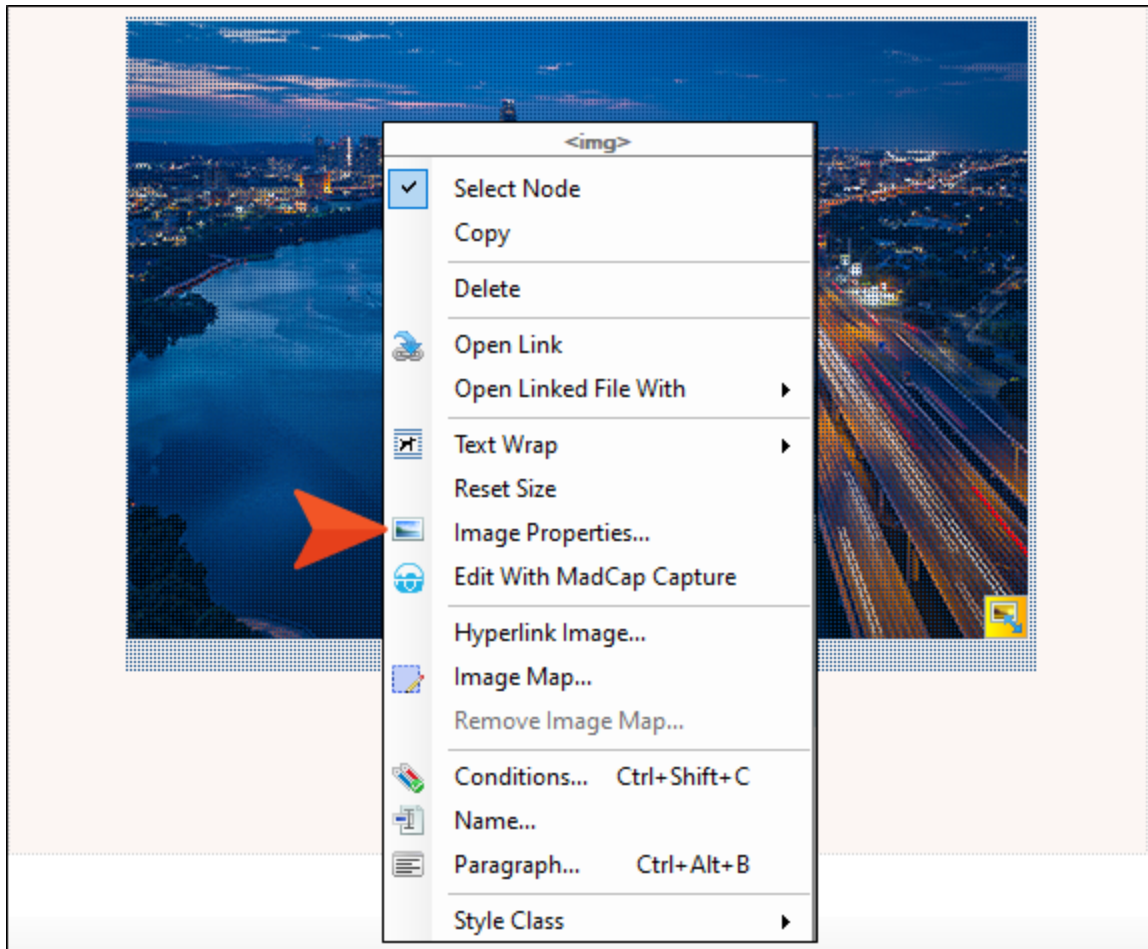 <img>
Select Node
Copy
Delete
Open Link
Open Linked File With
Text Wrap
Reset Size
Image Properties...
Edit With MadCap Capture
Hyperlink Image...
Image Map...
Remove Image Map...
Conditions... Ctrl+Shift+C
Name...
Paragraph... Ctrl+Alt+B
Style Class